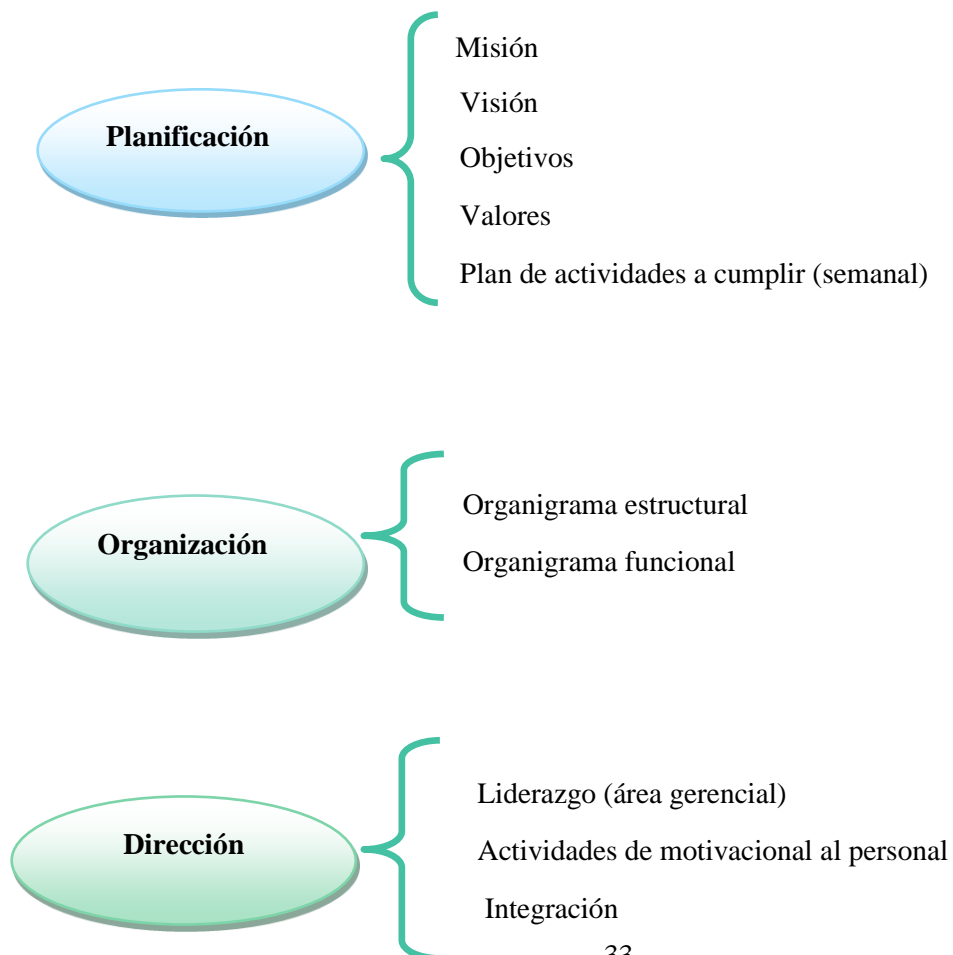 Misión
Planificación
Visión
Objetivos
Valores
Plan de actividades a cumplir (semanal)
Organigrama estructural
Organización
Organigrama funcional
Liderazgo (área gerencial)
Dirección
Actividades de motivacional al personal
Integración
33